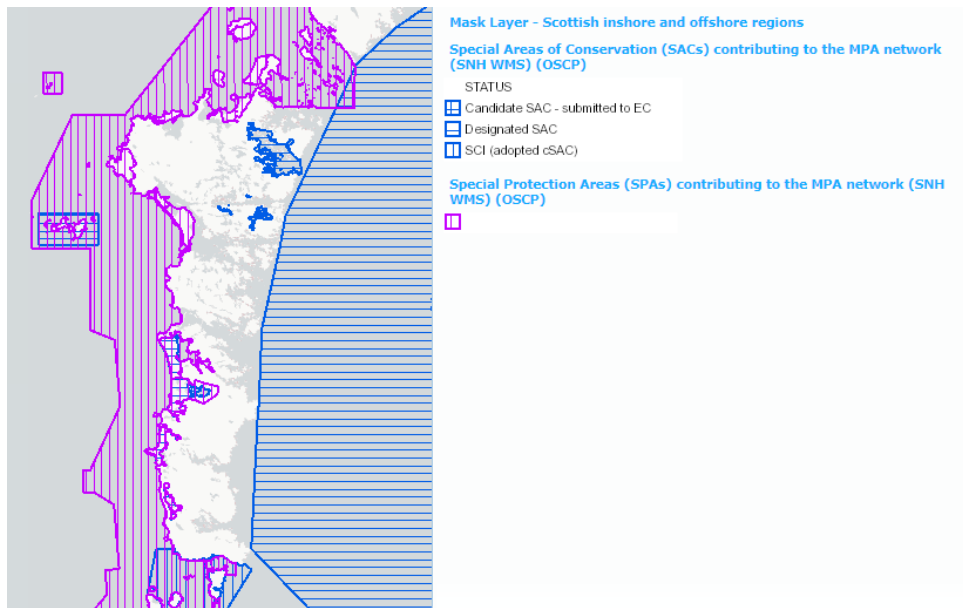 Mask Layer - Scottish inshore and offshore regions
Special Areas of Conservation (SACs) contributing to the MPA network
(SNH WMS) (OSCP)
STATUS
Candidate SAC - submitted to EC
Designated SAC
SCI (adopted cSAC)
Special Protection Areas (SPAs) contributing to the MPA network (SNH
WMS) (OSCP)